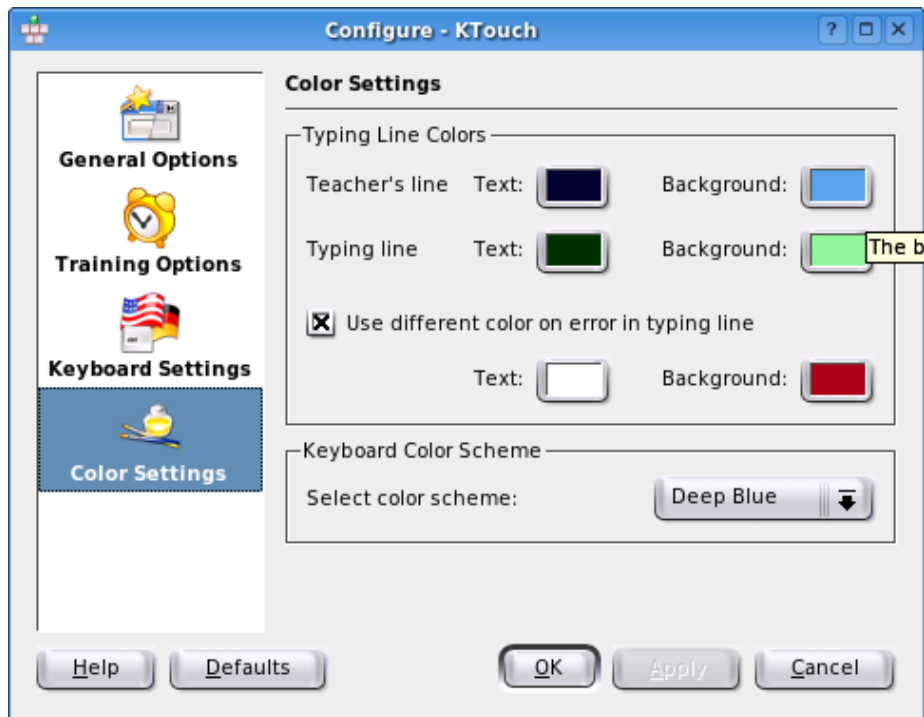 Configure - KTouch
General Options
Training Options
Keyboard Settings
Color Settings
Color Settings
Typing Line Colors
Teacher's line Text: Background:
Typing line Text: Background:
The b
Use different color on error in typing line
Text: Background:
Keyboard Color Scheme
Select color scheme: Deep Blue
Help Defaults OK Apply Cancel